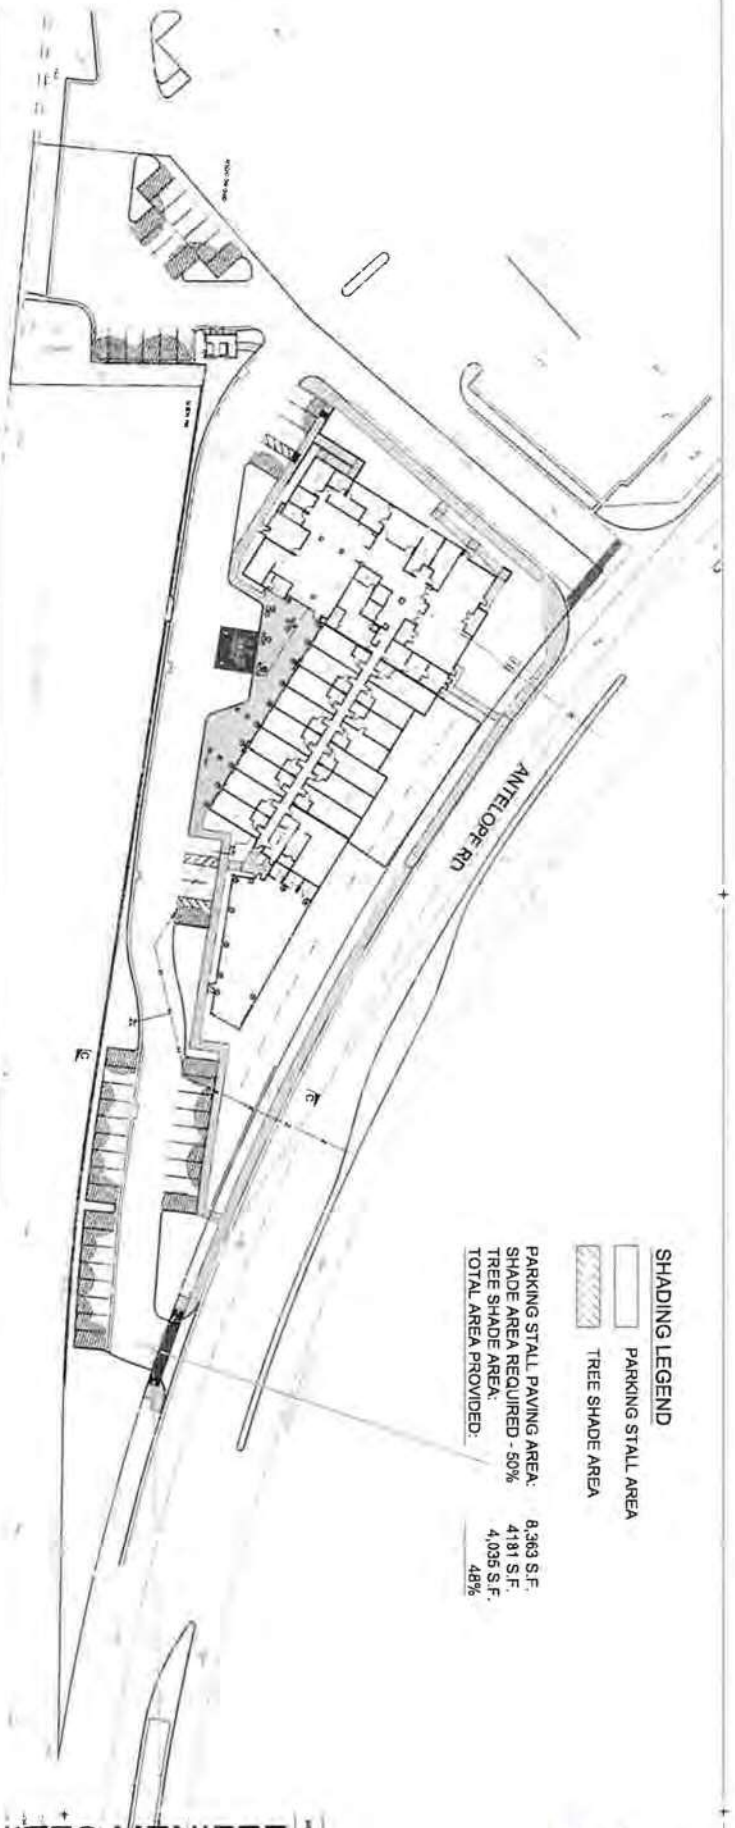 SHADING LEGEND
PARKING STALL AREA
TREE SHADE AREA
PARKING STALL PAVING AREA: 8,363 S.F.
SHADE AREA REQUIRED - 50% 4181 S.F.
TREE SHADE AREA: 4,035 S.F.
TOTAL AREA PROVIDED: 48%
ANTELOPE RD
C
C